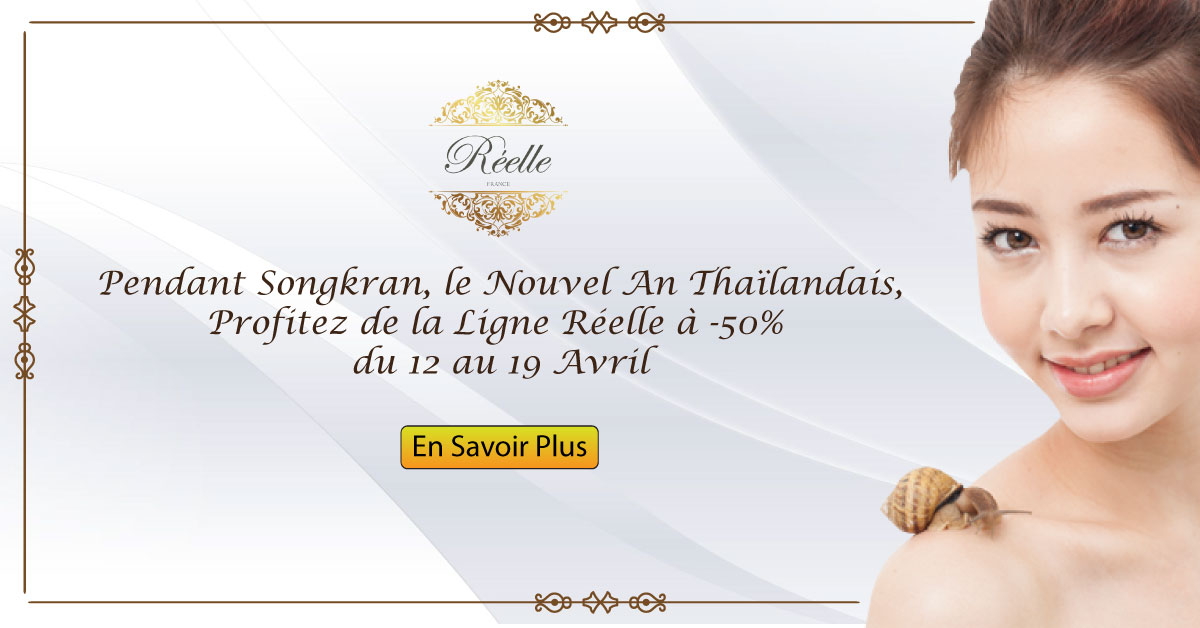 Réelle
FRANCE
Pendant Songkran, le Nouvel An Thaïlandais,
Profitez de la Ligne Réelle à -50%
du 12 au 19 Avril
En Savoir Plus